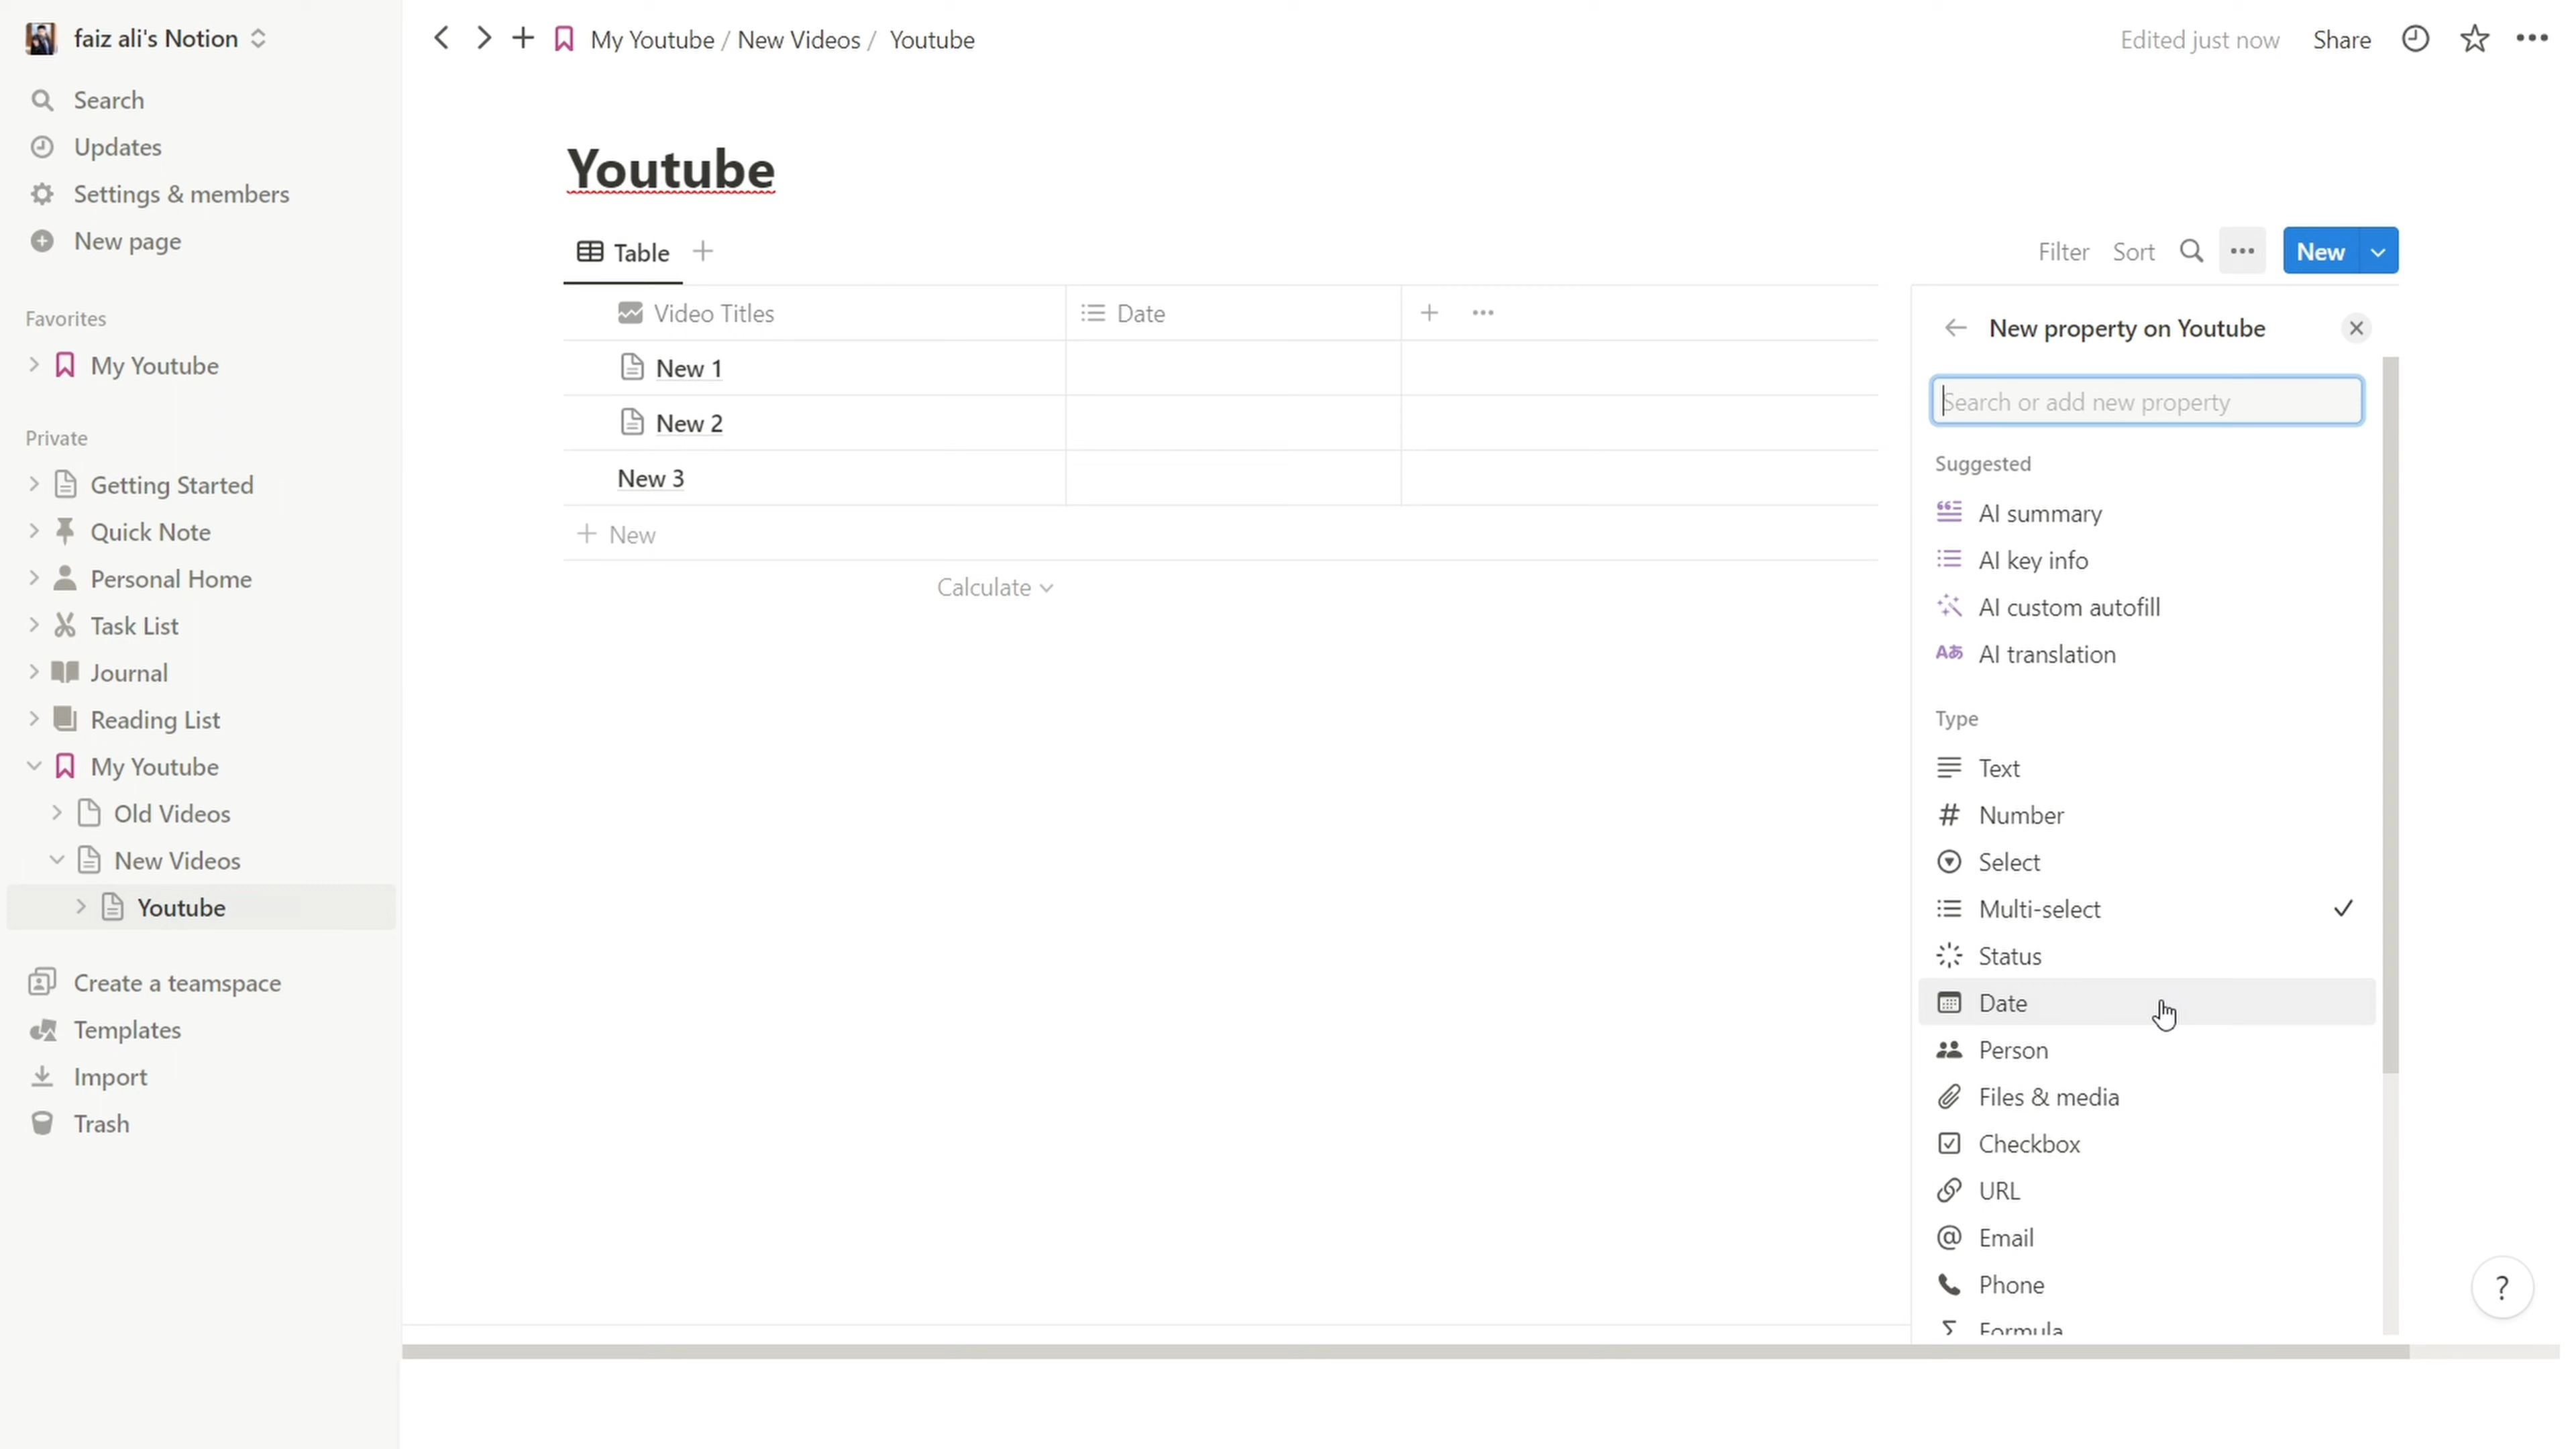 faiz ali's Notion
Search
Updates
Settings & members
New page
Favorites
My Youtube
Private
Getting Started
Quick Note
Personal Home
Task List
Journal
Reading List
My Youtube
Old Videos
New Videos
Youtube
Create a teamspace
Templates
Import
Trash
My Youtube / New Videos / Youtube
Edited just now Share
Youtube
Table
Filter Sort New
Video Titles Date
New 1
New 2
New 3
New
Calculate
New property on Youtube
Search or add new property
Suggested
AI summary
AI key info
AI custom autofill
Aあ AI translation
Type
Text
# Number
Select
Multi-select
Status
Date
Person
Files & media
Checkbox
URL
@ Email
Phone
Σ Formula
?